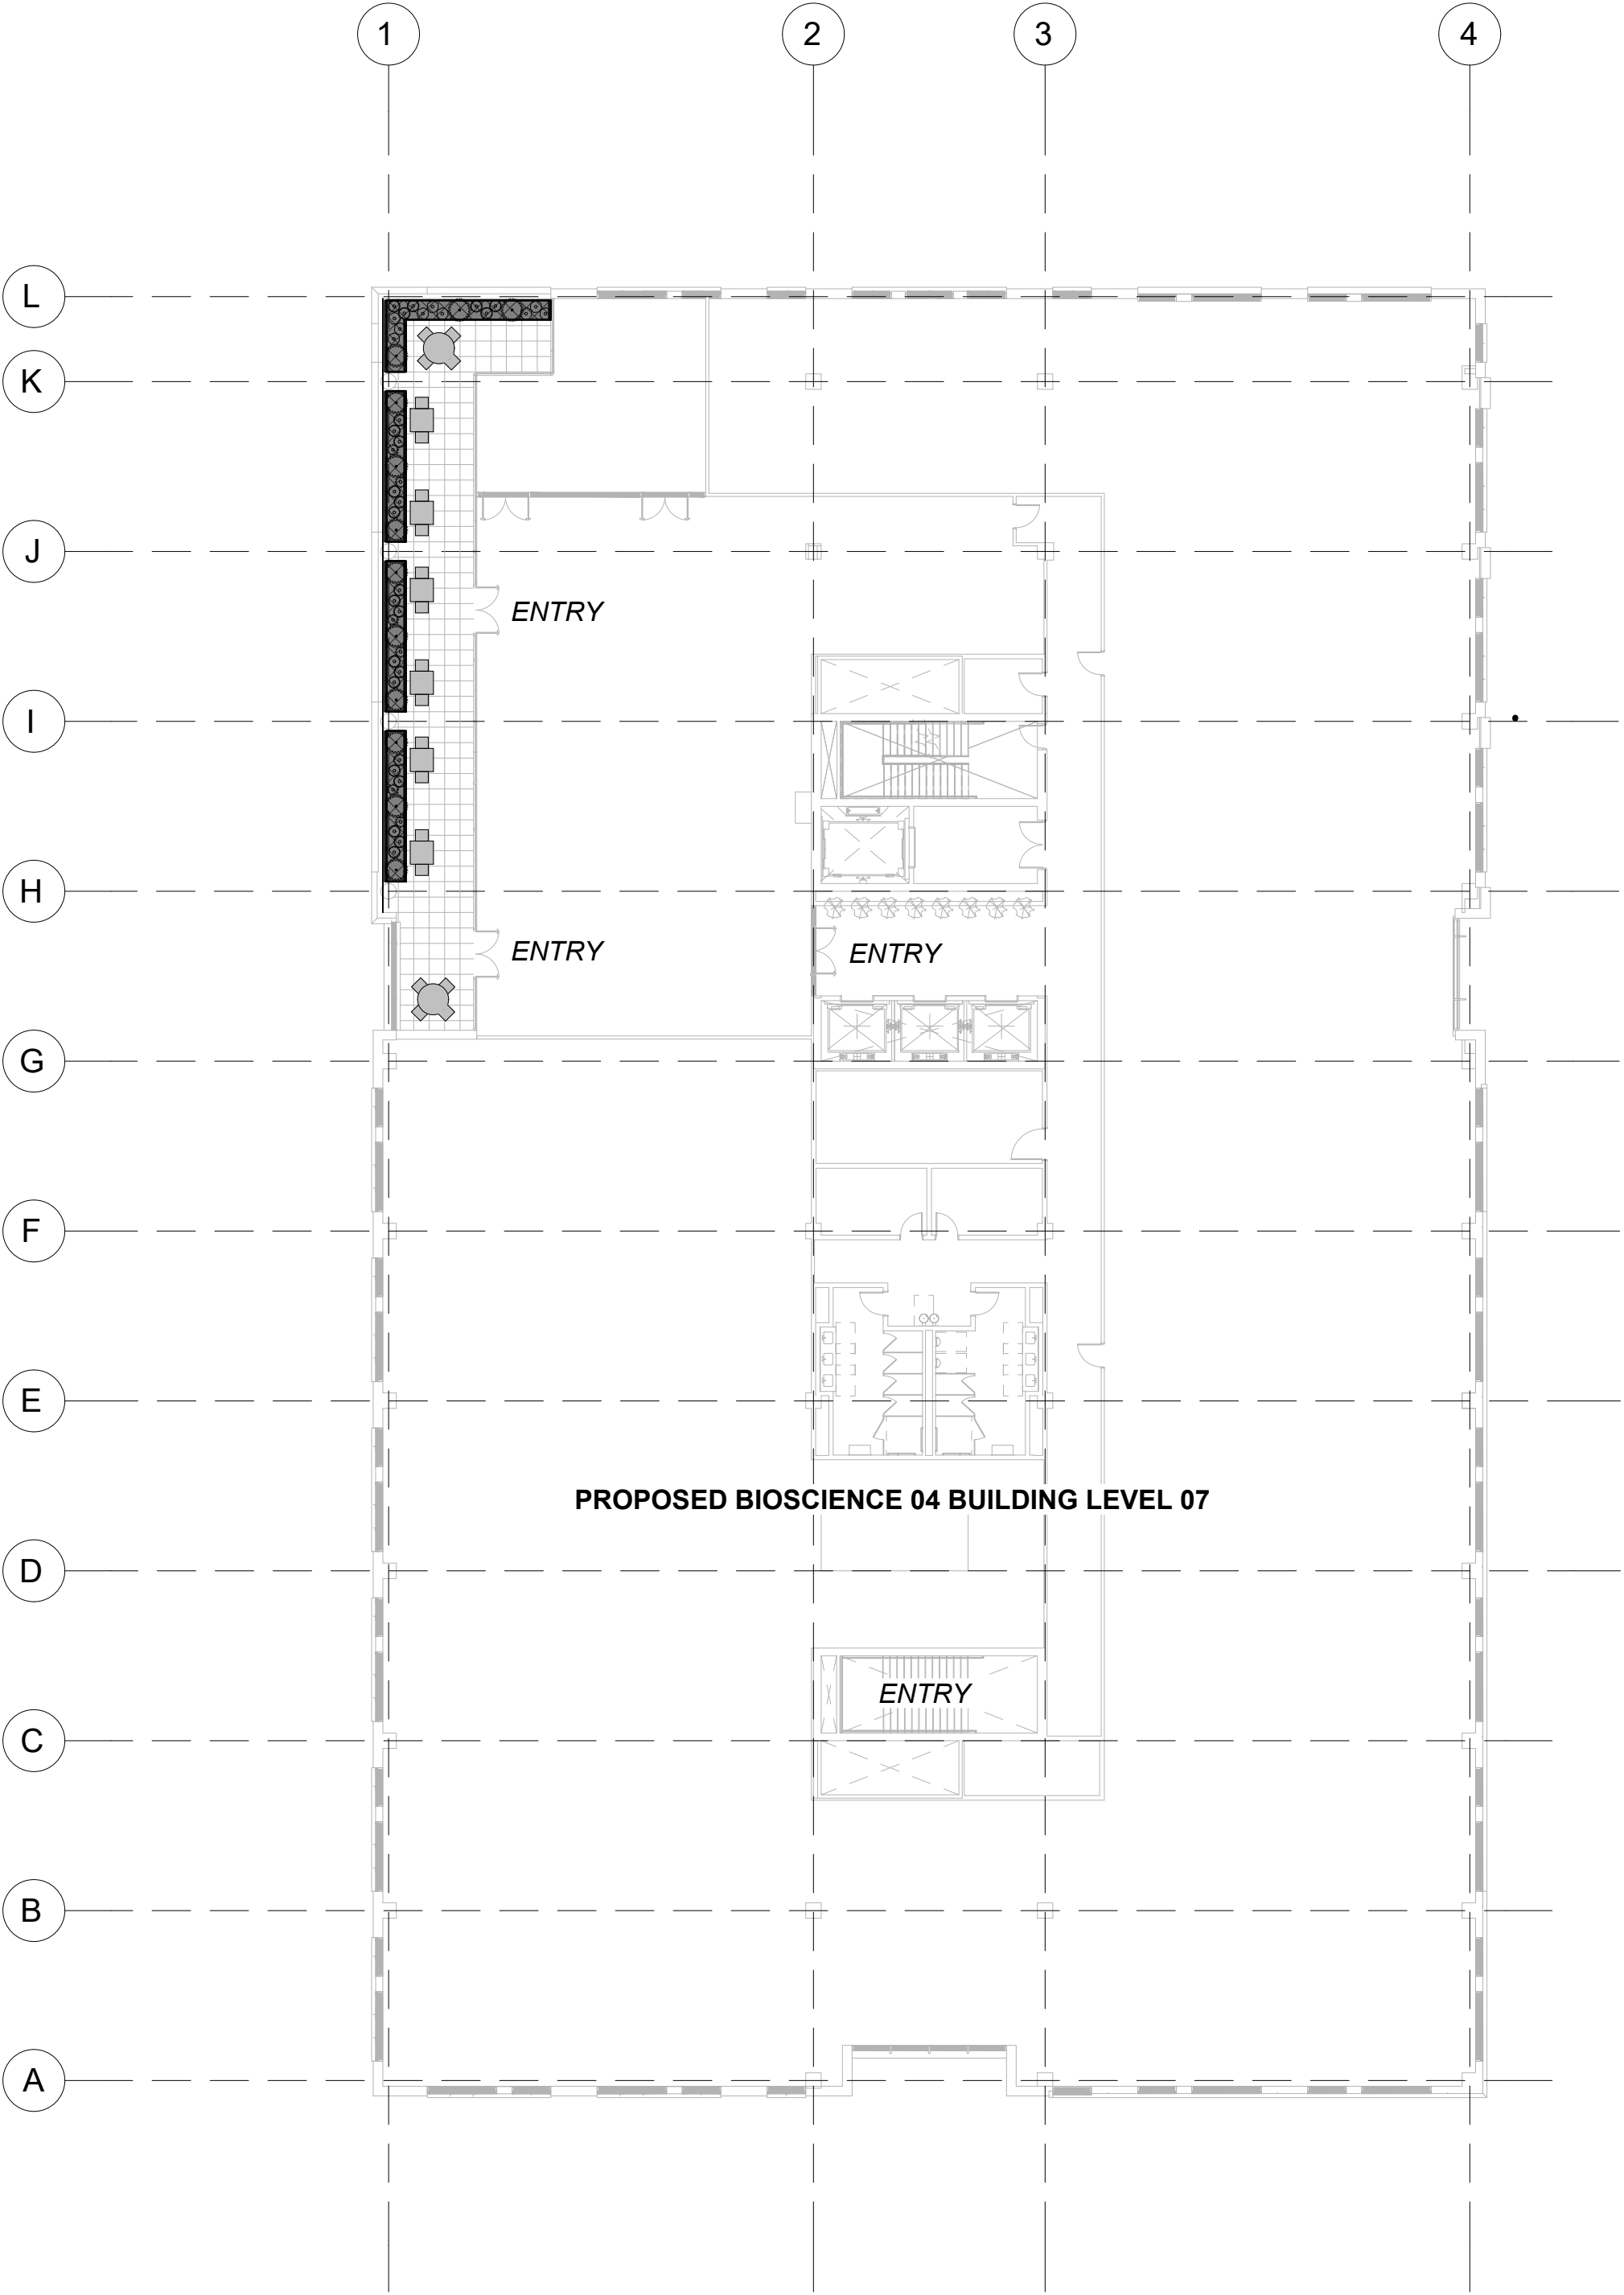 1 2 3 4
L
K
J
ENTRY
I
H
ENTRY ENTRY
G
F
E
PROPOSED BIOSCIENCE 04 BUILDING LEVEL 07
D
ENTRY
C
B
A